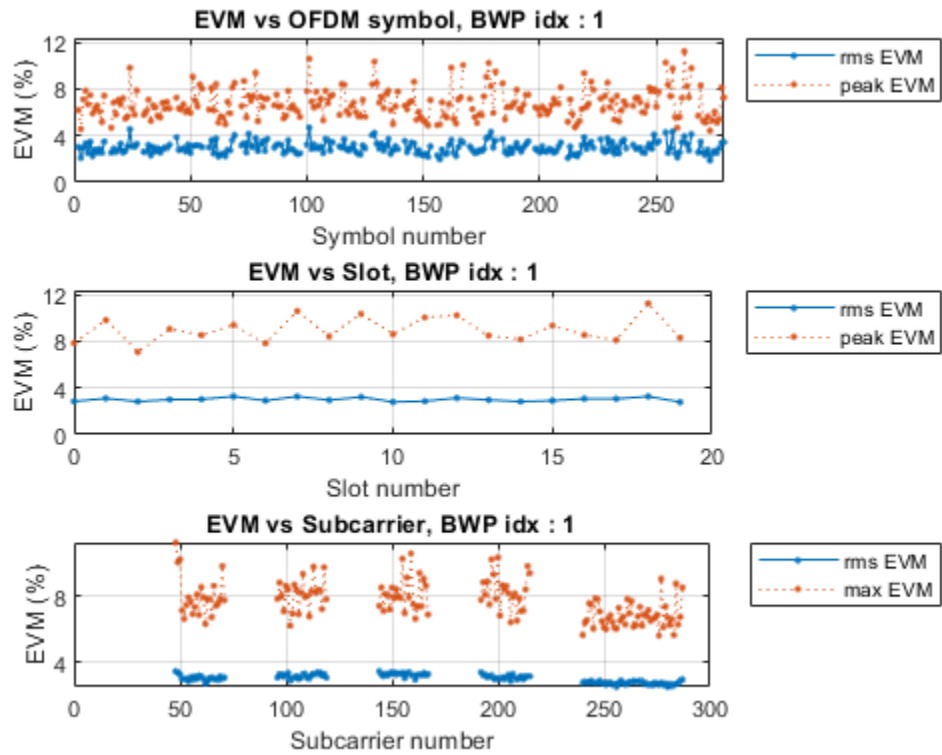 EVM vs OFDM symbol, BWP idx : 1
EVM (%)
12
8
4
0
0 50 100 150 200 250
Symbol number
rms EVM
peak EVM
EVM vs Slot, BWP idx : 1
EVM (%)
12
8
4
0
0 5 10 15 20
Slot number
rms EVM
peak EVM
EVM vs Subcarrier, BWP idx : 1
EVM (%)
8
4
50 100 150 200 250 300
Subcarrier number
rms EVM
max EVM